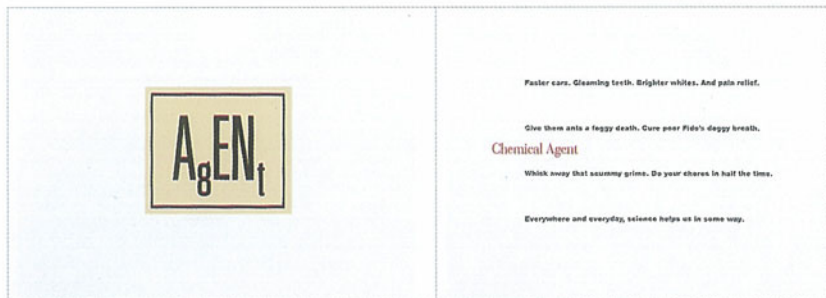 AgENt
Faster cars. Gleaming teeth. Brighter whites. And pain relief.
Give them ants a foggy death. Cure poor Fido's doggy breath.
Chemical Agent
Whisk away that scummy grime. Do your chores in half the time.
Everywhere and everyday, science helps us in some way.